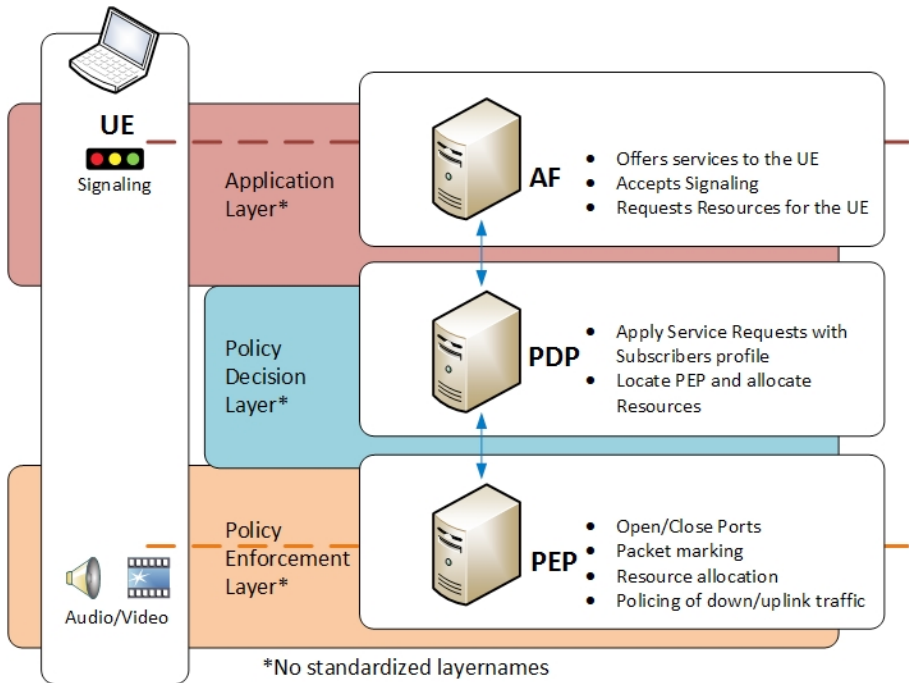 UE
Signaling
Application
Layer*
AF
• Offers services to the UE
• Accepts Signaling
• Requests Resources for the UE
Policy
Decision
Layer*
PDP
• Apply Service Requests with
Subscribers profile
• Locate PEP and allocate
Resources
Policy
Enforcement
Layer*
PEP
• Open/Close Ports
• Packet marking
• Resource allocation
• Policing of down/uplink traffic
Audio/Video
*No standardized layernames